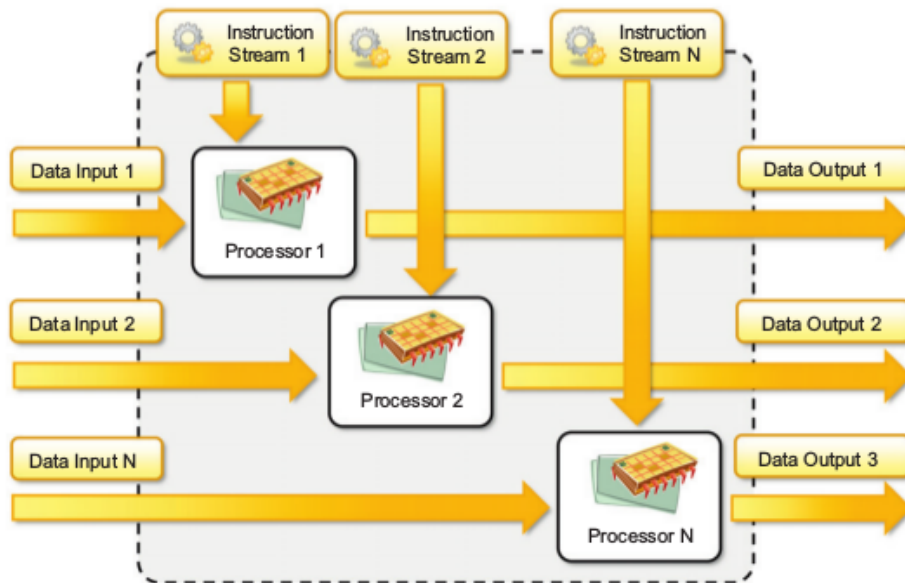 Instruction
Stream 1
Instruction
Stream 2
Instruction
Stream N
Data Input 1
Data Output 1
Processor 1
Data Input 2
Data Output 2
Processor 2
Data Input N
Data Output 3
Processor N